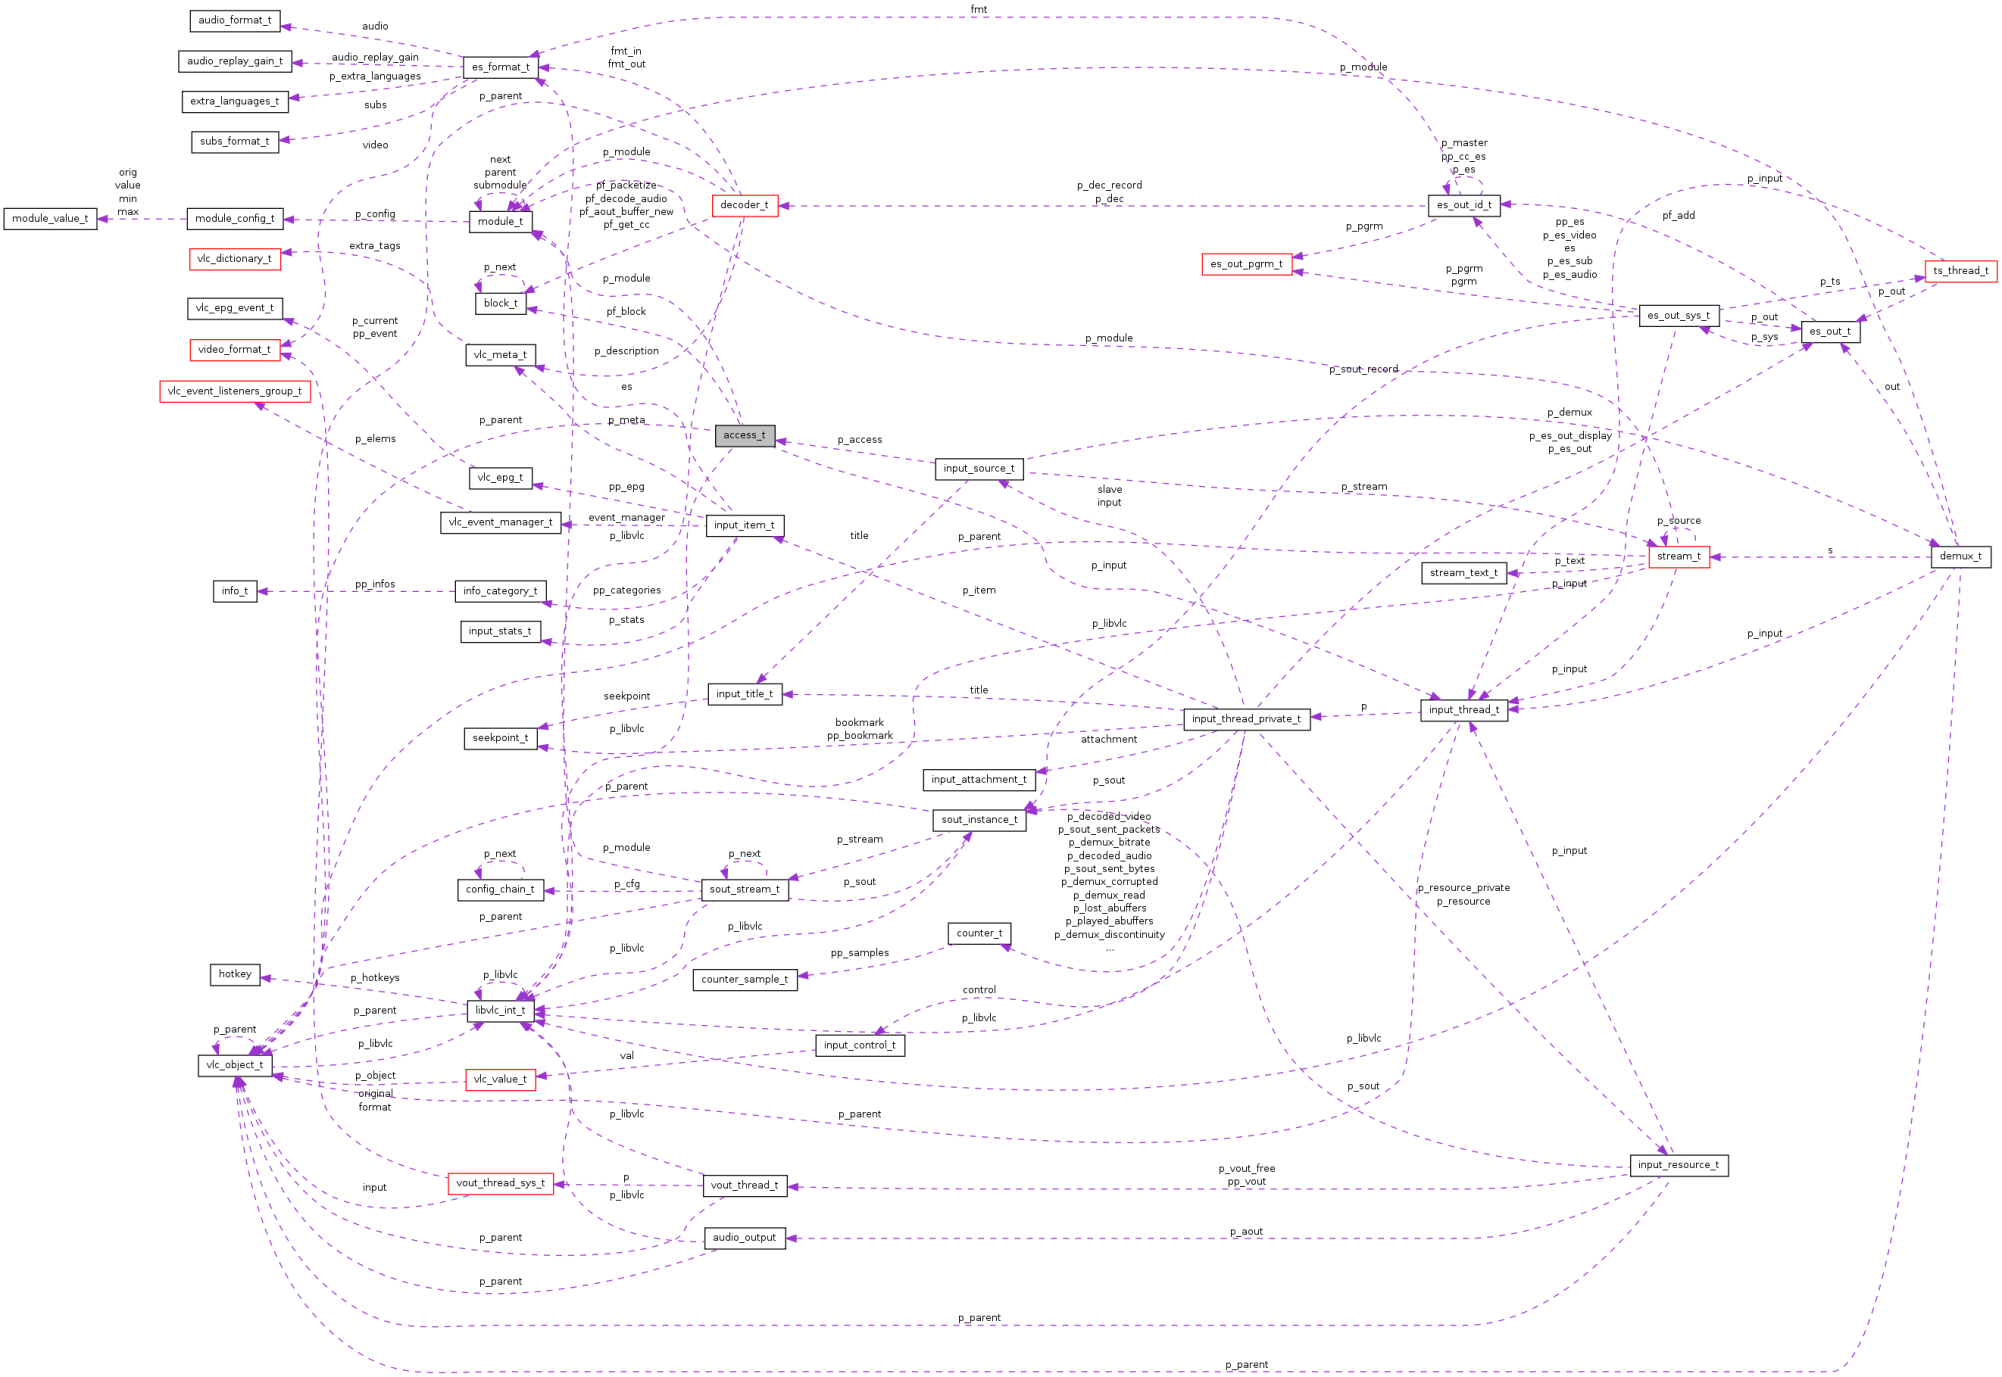 fmt
audio_format_t
audio
fmt_in
fmt_out
audio_replay_gain_t
audio_replay_gain
es_format_t
p_module
p_extra_languages
extra_languages_t
p_parent
subs
subs_format_t
video
p_master
pp_cc_es
p_es
next
parent
submodule
p_module
orig
value
min
max
pf_packetize
pf_decode_audio
pf_aout_buffer_new
pf_get_cc
p_dec_record
p_dec
p_input
decoder_t
es_out_id_t
module_value_t
module_config_t
p_config
module_t
pf_add
pp_es
p_es_video
es
p_es_sub
p_es_audio
p_pgrm
extra_tags
vlc_dictionary_t
es_out_pgrm_t
p_next
p_module
p_pgrm
pgrm
p_ts
ts_thread_t
p_out
block_t
vlc_epg_event_t
pf_block
es_out_sys_t
p_out
p_sys
es_out_t
p_current
pp_event
p_module
video_format_t
vlc_meta_t
p_description
p_sout_record
vlc_event_listeners_group_t
es
out
p_parent
p_meta
p_demux
access_t
p_access
p_es_out_display
p_es_out
p_elems
input_source_t
vlc_epg_t
pp_epg
p_stream
slave
input
vlc_event_manager_t
event_manager
input_item_t
p_source
p_libvlc
title
p_parent
stream_t
s
demux_t
p_text
p_input
stream_text_t
p_input
info_t
pp_infos
info_category_t
pp_categories
p_item
p_stats
p_libvlc
input_stats_t
p_input
p_input
title
seekpoint
input_title_t
p
input_thread_private_t
input_thread_t
bookmark
pp_bookmark
p_libvlc
seekpoint_t
attachment
input_attachment_t
p_sout
p_parent
p_decoded_video
p_sout_sent_packets
p_demux_bitrate
p_decoded_audio
p_sout_sent_bytes
p_demux_corrupted
p_demux_read
p_lost_abuffers
p_played_abuffers
p_demux_discontinuity
...
sout_instance_t
p_stream
p_module
p_next
p_next
p_input
config_chain_t
p_cfg
sout_stream_t
p_sout
p_resource_private
p_resource
p_parent
p_libvlc
counter_t
p_libvlc
pp_samples
hotkey
p_hotkeys
p_libvlc
counter_sample_t
control
libvlc_int_t
p_parent
p_libvlc
p_parent
p_libvlc
input_control_t
p_libvlc
val
vlc_object_t
p_object
vlc_value_t
p_sout
original
format
p_libvlc
p_parent
input_resource_t
p_vout_free
pp_vout
vout_thread_sys_t
p
vout_thread_t
input
p_libvlc
p_parent
audio_output
p_aout
p_parent
p_parent
p_parent